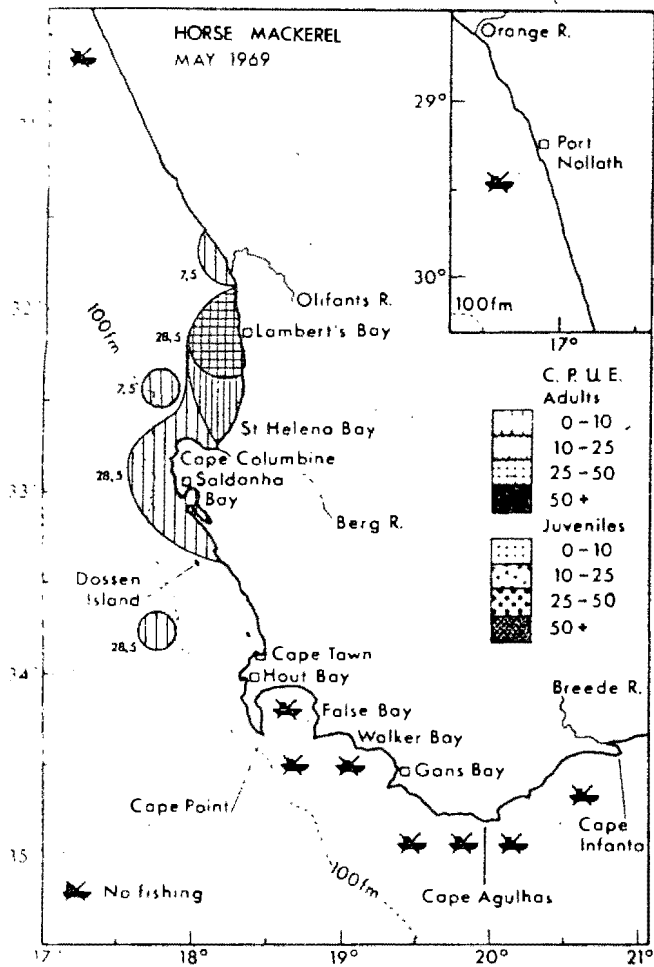 HORSE MACKEREL
MAY 1969
Orange R.
29°
Port
Nollath
30°
100fm
17°
7,5
Olifants R.
32°
100fm
28,5
Lambert's Bay
7,5
C. P. U. E.
Adults
0-10
10-25
25-50
50+
St Helena Bay
Cape Columbine
Saldanha
Bay
28,5
33°
Berg R.
Juveniles
0-10
10-25
25-50
50+
Dossen
Island
28,5
Cape Town
34°
Hout Bay
Breede R.
False Bay
Walker Bay
Gans Bay
Cape Point
Cape
Infanta
35°
100fm
No fishing
Cape Agulhas
17°
18°
19°
20°
21°